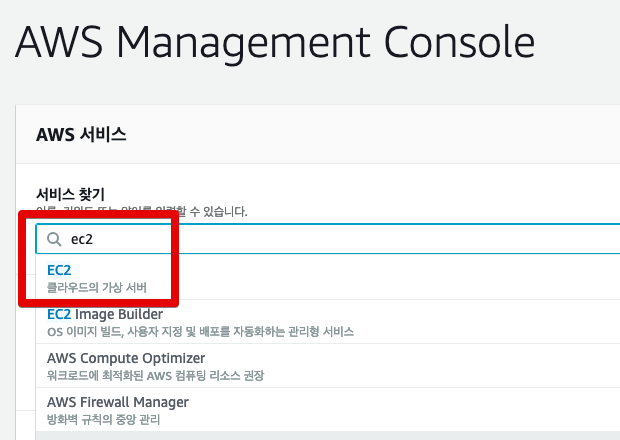 AWS Management Console
AWS 서비스
서비스 찾기
이름, 키워드 또는 약어를 입력할 수 있습니다.
ec2
EC2
클라우드의 가상 서버
EC2 Image Builder
OS 이미지 빌드, 사용자 지정 및 배포를 자동화하는 관리형 서비스
AWS Compute Optimizer
워크로드에 최적화된 AWS 컴퓨팅 리소스 권장
AWS Firewall Manager
방화벽 규칙의 중앙 관리